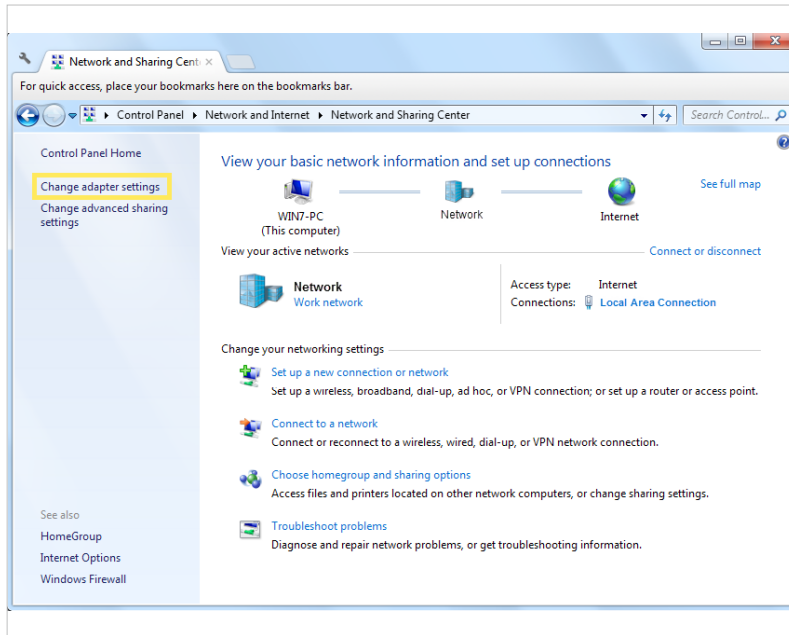 Network and Sharing Cent
For quick access, place your bookmarks here on the bookmarks bar.
Control Panel Network and Internet Network and Sharing Center
Search Control...
Control Panel Home
Change adapter settings
Change advanced sharing
settings
View your basic network information and set up connections
See full map
WIN7-PC
(This computer)
Network
Internet
View your active networks
Connect or disconnect
Network
Work network
Access type: Internet
Connections: Local Area Connection
Change your networking settings
Set up a new connection or network
Set up a wireless, broadband, dial-up, ad hoc, or VPN connection; or set up a router or access point.
Connect to a network
Connect or reconnect to a wireless, wired, dial-up, or VPN network connection.
Choose homegroup and sharing options
Access files and printers located on other network computers, or change sharing settings.
Troubleshoot problems
Diagnose and repair network problems, or get troubleshooting information.
See also
HomeGroup
Internet Options
Windows Firewall